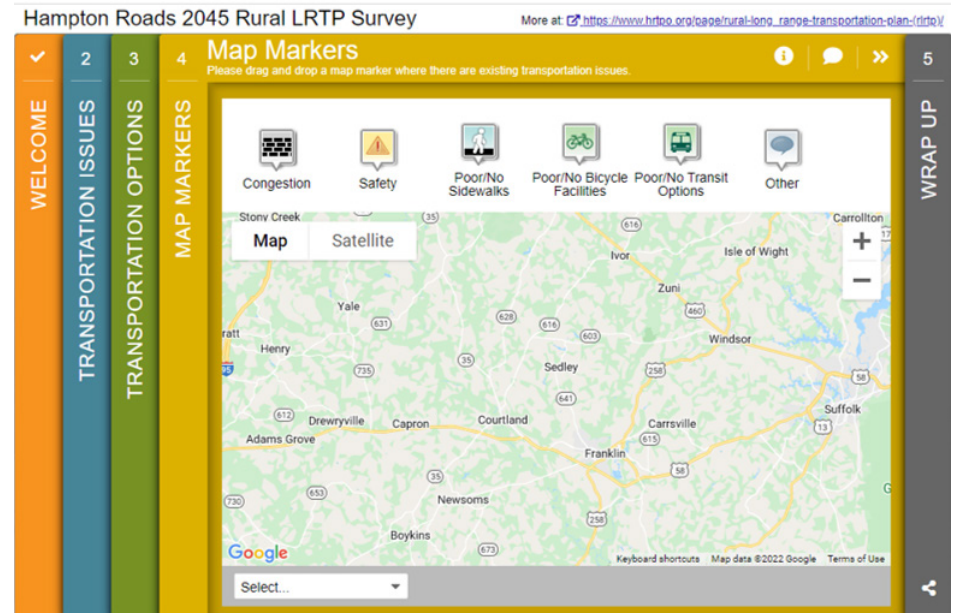 Hampton Roads 2045 Rural LRTP Survey
More at: https://www.hrtpo.org/page/rural-long_range-transportation-plan-(rlrtp)/
WELCOME
2
TRANSPORTATION ISSUES
3
TRANSPORTATION OPTIONS
4
MAP MARKERS
Map Markers
Please drag and drop a map marker where there are existing transportation issues.
5
WRAP UP
Congestion
Safety
Poor/No
Sidewalks
Poor/No Bicycle
Facilities
Poor/No Transit
Options
Other
Stony Creek
35
616
Carrollton
17
Map
Satellite
+
Ivor
Isle of Wight
−
Zuni
Yale
460
631
628
616
603
ratt
Windsor
Henry
35
95
735
Sedley
258
58
641
612
Drewryville
Capron
Courtland
Carrsville
Suffolk
13
Adams Grove
615
Franklin
58
35
730
653
Newsoms
G
258
Boykins
673
Google
Keyboard shortcuts
Map data ©2022 Google
Terms of Use
Select...